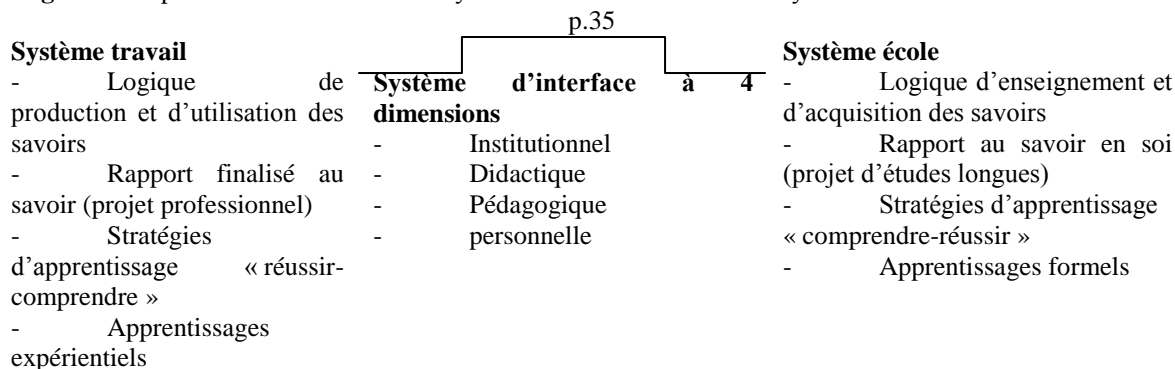 p.35
Système travail
- Logique de
production et d’utilisation des
savoirs
- Rapport finalisé au
savoir (projet professionnel)
- Stratégies
d’apprentissage « réussir-
comprendre »
- Apprentissages
expérientiels
Système d’interface à 4
dimensions
- Institutionnel
- Didactique
- Pédagogique
- personnelle
Système école
- Logique d’enseignement et
d’acquisition des savoirs
- Rapport au savoir en soi
(projet d’études longues)
- Stratégies d’apprentissage
« comprendre-réussir »
- Apprentissages formels